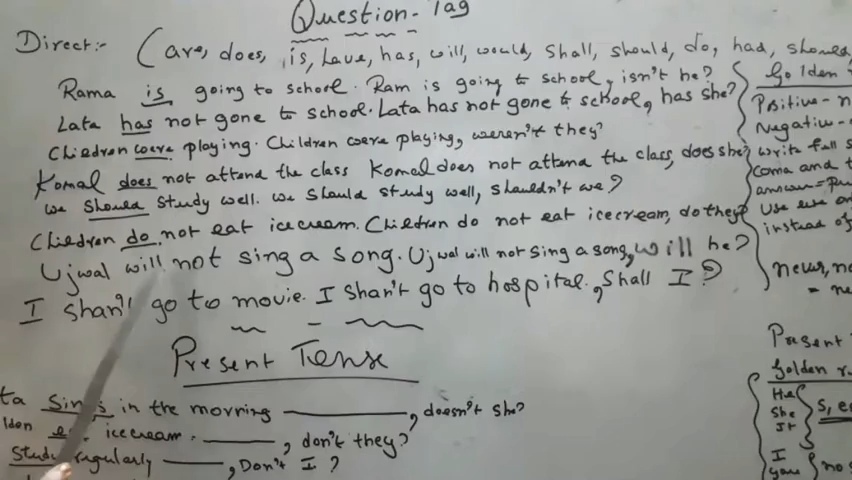 Question-Tag
Direct:- (are, does, is, have, has, will, would, shall, should, do, had, should,
Rama is going to school. Ram is going to school, isn't he?
Lata has not gone to school. Lata has not gone to school, has she?
Children were playing. Children were playing, weren't they?
Komal does not attend the class Komal does not attend the class, does she?
we should study well. we should study well, shouldn't we?
Children do not eat icecream. Children do not eat icecream, do they?
Ujwal will not sing a song. Ujwal will not sing a song, will he?
I shan't go to movie. I shan't go to hospital., Shall I?
Golden
Positive - n
Negative -
write full s
coma and t
Use
instead of
never, no
= ne
Present Tense
ta Sings in the morning ————, doesn't she?
icecream. ————, don't they?
Study regularly ————, Don't I?
Present
Golden r
He
She
It
S, es
I
you
no s